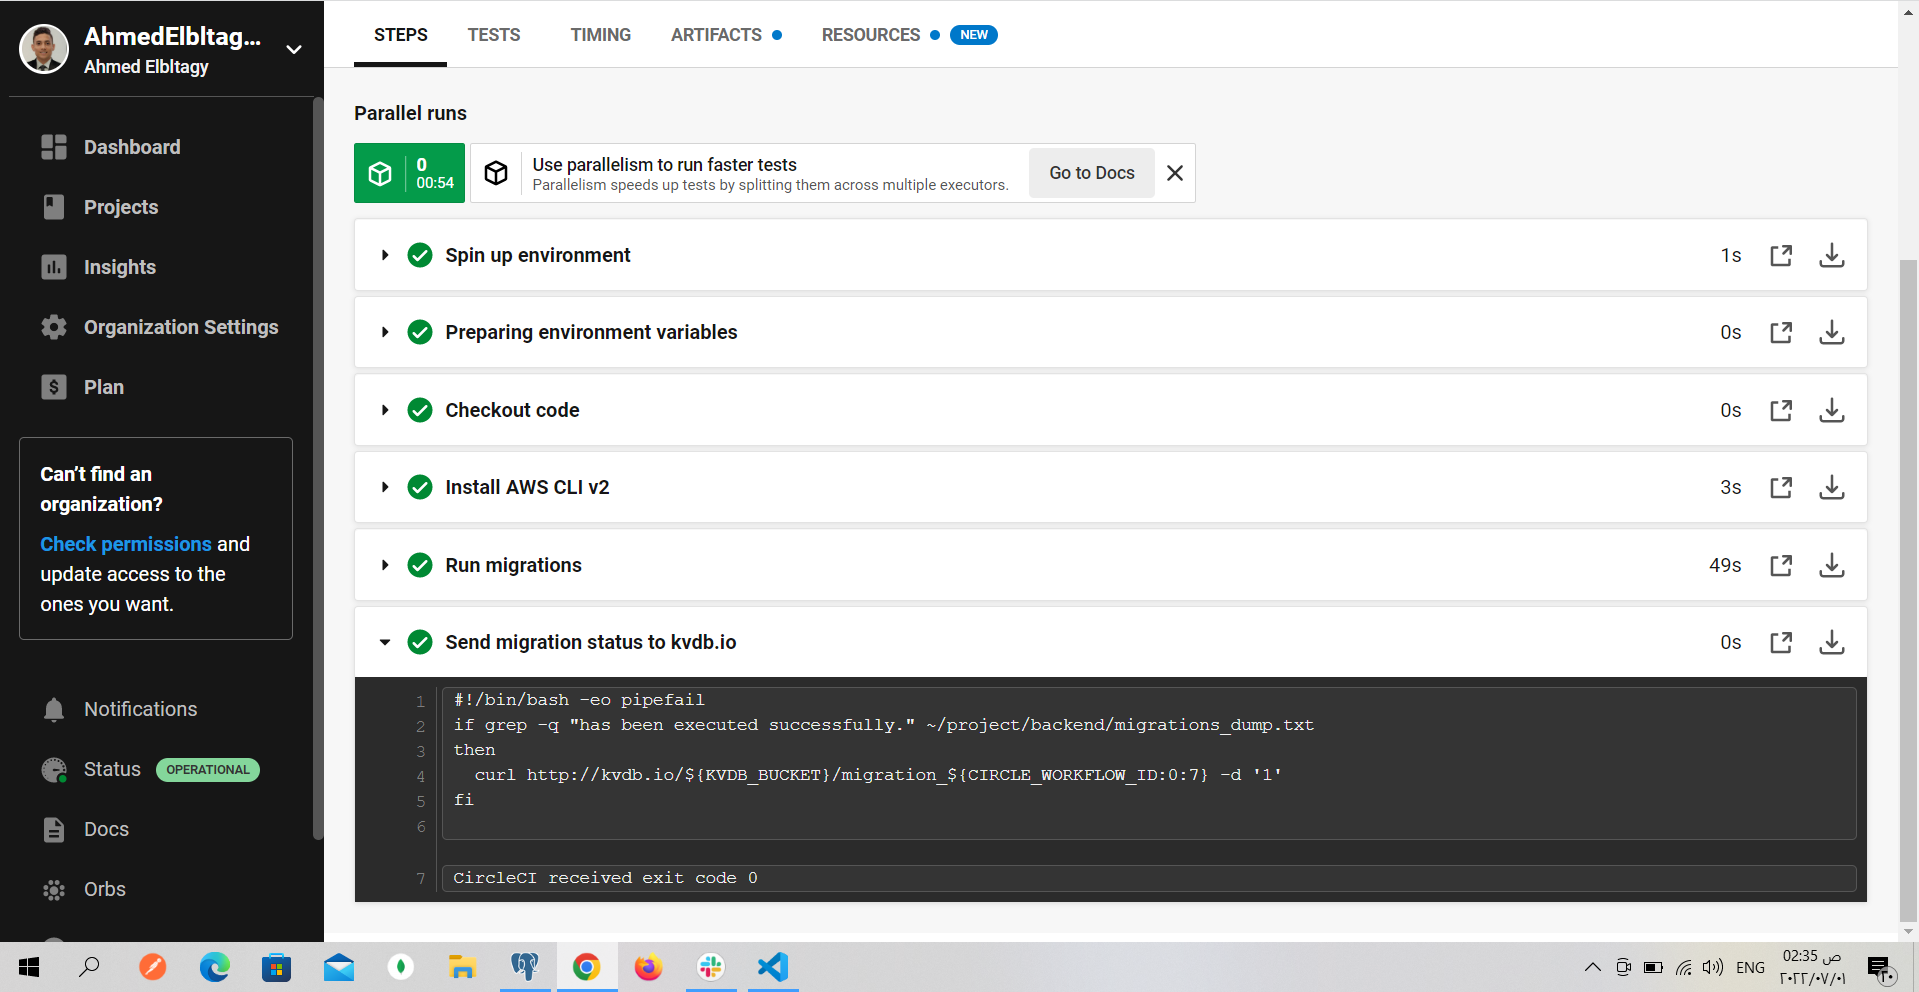 AhmedElbltag...
Ahmed Elbltagy
Dashboard
Projects
Insights
Organization Settings
Plan
Can't find an
organization?
Check permissions and
update access to the
ones you want.
Notifications
Status OPERATIONAL
Docs
Orbs
STEPS TESTS TIMING ARTIFACTS RESOURCES NEW
Parallel runs
0
00:54
Use parallelism to run faster tests
Parallelism speeds up tests by splitting them across multiple executors.
Go to Docs
Spin up environment 1s
Preparing environment variables 0s
Checkout code 0s
Install AWS CLI v2 3s
Run migrations 49s
Send migration status to kvdb.io 0s
1 #!/bin/bash -eo pipefail
2 if grep -q "has been executed successfully." ~/project/backend/migrations_dump.txt
3 then
4 curl http://kvdb.io/${KVDB_BUCKET}/migration_${CIRCLE_WORKFLOW_ID:0:7} -d '1'
5 fi
6
7 CircleCI received exit code 0
ENG
02:35 ص
٢٠٢٢/٠٧/٠١
٢٠